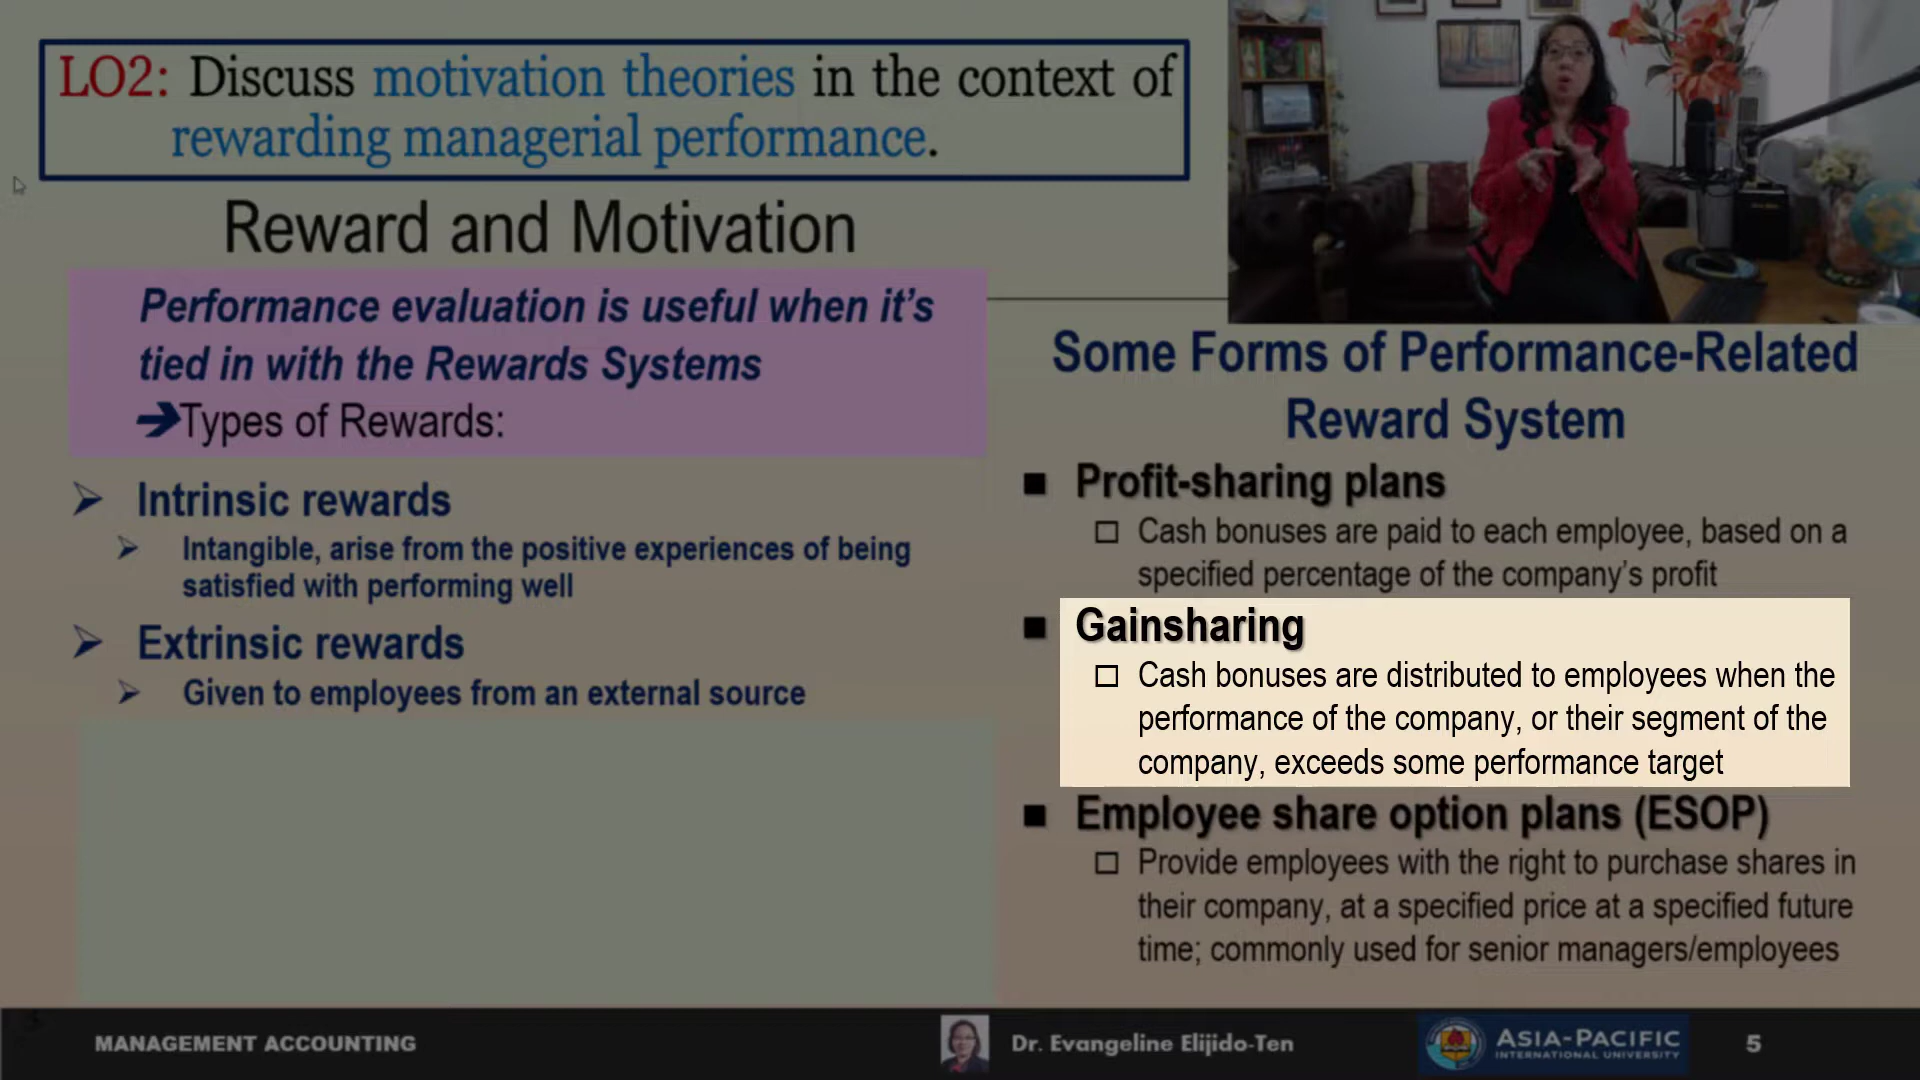 LO2: Discuss motivation theories in the context of
rewarding managerial performance.
Reward and Motivation
Performance evaluation is useful when it's
tied in with the Rewards Systems
➔Types of Rewards:
➢ Intrinsic rewards
➢ Intangible, arise from the positive experiences of being
satisfied with performing well
➢ Extrinsic rewards
➢ Given to employees from an external source
Some Forms of Performance-Related
Reward System
■ Profit-sharing plans
□ Cash bonuses are paid to each employee, based on a
specified percentage of the company's profit
■ Gainsharing
□ Cash bonuses are distributed to employees when the
performance of the company, or their segment of the
company, exceeds some performance target
■ Employee share option plans (ESOP)
□ Provide employees with the right to purchase shares in
their company, at a specified price at a specified future
time; commonly used for senior managers/employees
MANAGEMENT ACCOUNTING
Dr. Evangeline Elijido-Ten
ASIA-PACIFIC
INTERNATIONAL UNIVERSITY
5